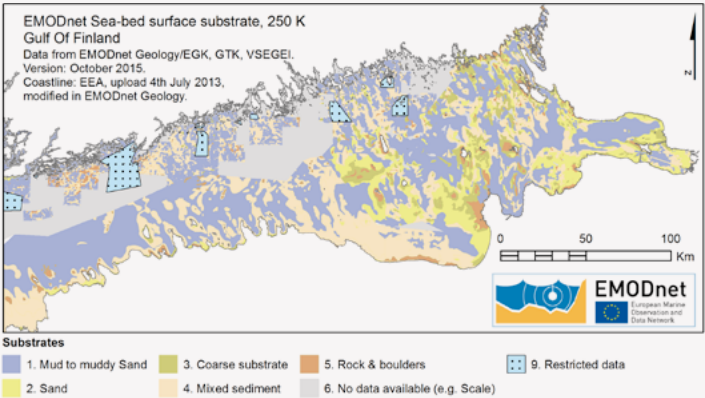 EMODnet Sea-bed surface substrate, 250 K
Gulf Of Finland
Data from EMODnet Geology/EGK, GTK, VSEGEI.
Version: October 2015.
Coastline: EEA, upload 4th July 2013,
modified in EMODnet Geology.
N
0 50 100
Km
EMODnet
European Marine
Observation and
Data Network
Substrates
1. Mud to muddy Sand
3. Coarse substrate
5. Rock & boulders
9. Restricted data
2. Sand
4. Mixed sediment
6. No data available (e.g. Scale)